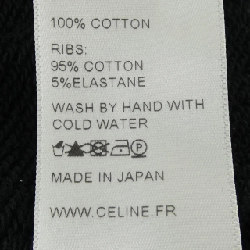 100% COTTON
RIBS:
95% COTTON
5%ELASTANE
WASH BY HAND WITH
COLD WATER
MADE IN JAPAN
WWW.CELINE.FR